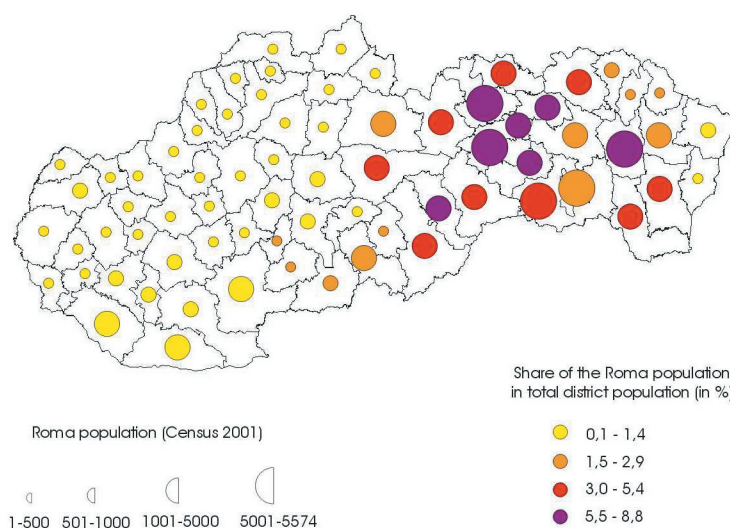 Share of the Roma population
in total district population (in %)
0,1 - 1,4
1,5 - 2,9
3,0 - 5,4
5,5 - 8,8
Roma population (Census 2001)
1-500
501-1000
1001-5000
5001-5574